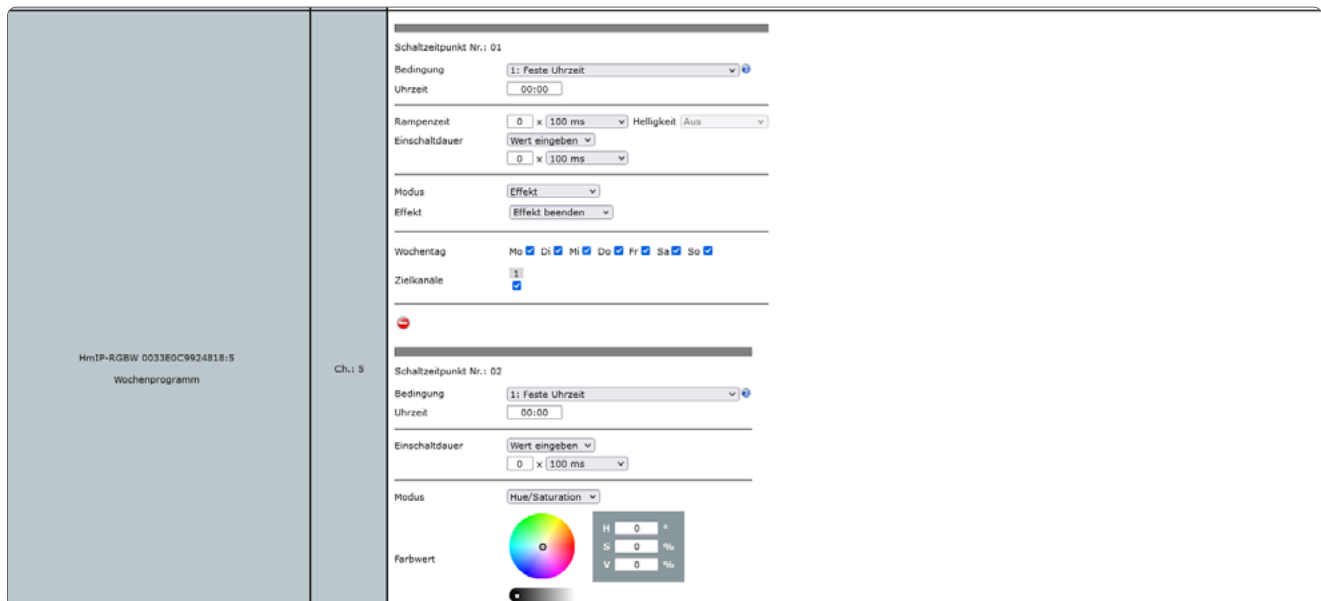 HmIP-RGBW 0033E0C9924818:5
Wochenprogramm
Ch.: 5
Schaltzeitpunkt Nr.: 01
Bedingung 1: Feste Uhrzeit
Uhrzeit 00:00
Rampenzeit 0 x 100 ms Helligkeit Aus
Einschaltdauer Wert eingeben
0 x 100 ms
Modus Effekt
Effekt Effekt beenden
Wochentag Mo Di Mi Do Fr Sa So
1
Zielkanäle
Schaltzeitpunkt Nr.: 02
Bedingung 1: Feste Uhrzeit
Uhrzeit 00:00
Einschaltdauer Wert eingeben
0 x 100 ms
Modus Hue/Saturation
H 0 °
S 0 %
Farbwert
V 0 %